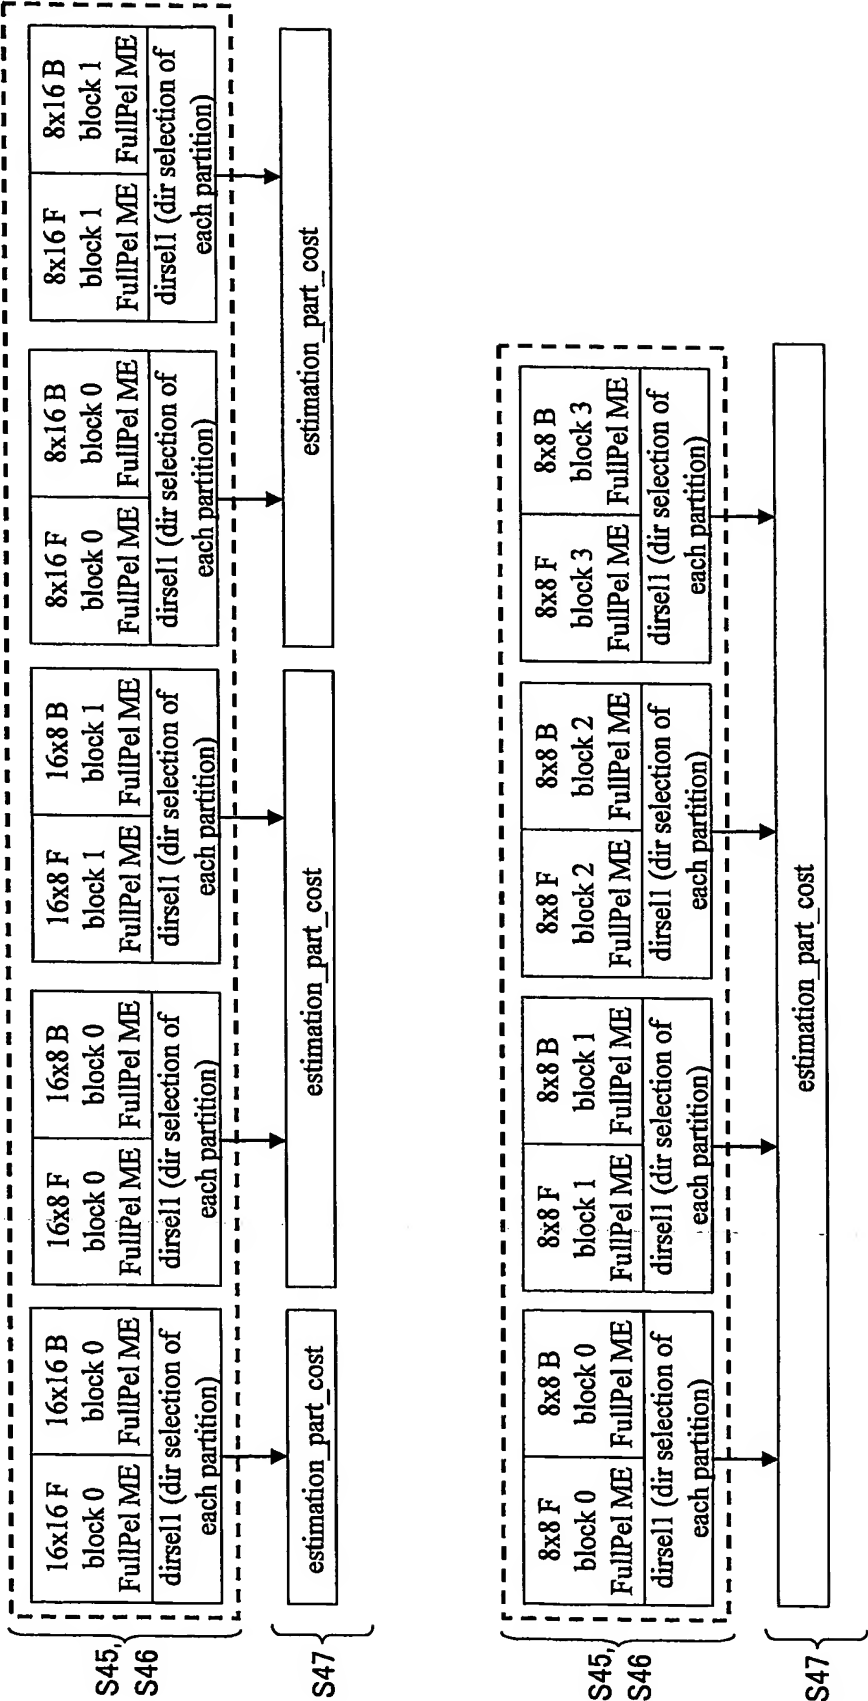 S45,
S46
16x16 F
block 0
FullPel ME
16x16 B
block 0
FullPel ME
dirsel1 (dir selection of
each partition)
16x8 F
block 0
FullPel ME
16x8 B
block 0
FullPel ME
dirsel1 (dir selection of
each partition)
16x8 F
block 1
FullPel ME
16x8 B
block 1
FullPel ME
dirsel1 (dir selection of
each partition)
8x16 F
block 0
FullPel ME
8x16 B
block 0
FullPel ME
dirsel1 (dir selection of
each partition)
8x16 F
block 1
FullPel ME
8x16 B
block 1
FullPel ME
dirsel1 (dir selection of
each partition)
S47
estimation_part_cost
estimation_part_cost
estimation_part_cost
S45,
S46
8x8 F
block 0
FullPel ME
8x8 B
block 0
FullPel ME
dirsel1 (dir selection of
each partition)
8x8 F
block 1
FullPel ME
8x8 B
block 1
FullPel ME
dirsel1 (dir selection of
each partition)
8x8 F
block 2
FullPel ME
8x8 B
block 2
FullPel ME
dirsel1 (dir selection of
each partition)
8x8 F
block 3
FullPel ME
8x8 B
block 3
FullPel ME
dirsel1 (dir selection of
each partition)
S47
estimation_part_cost